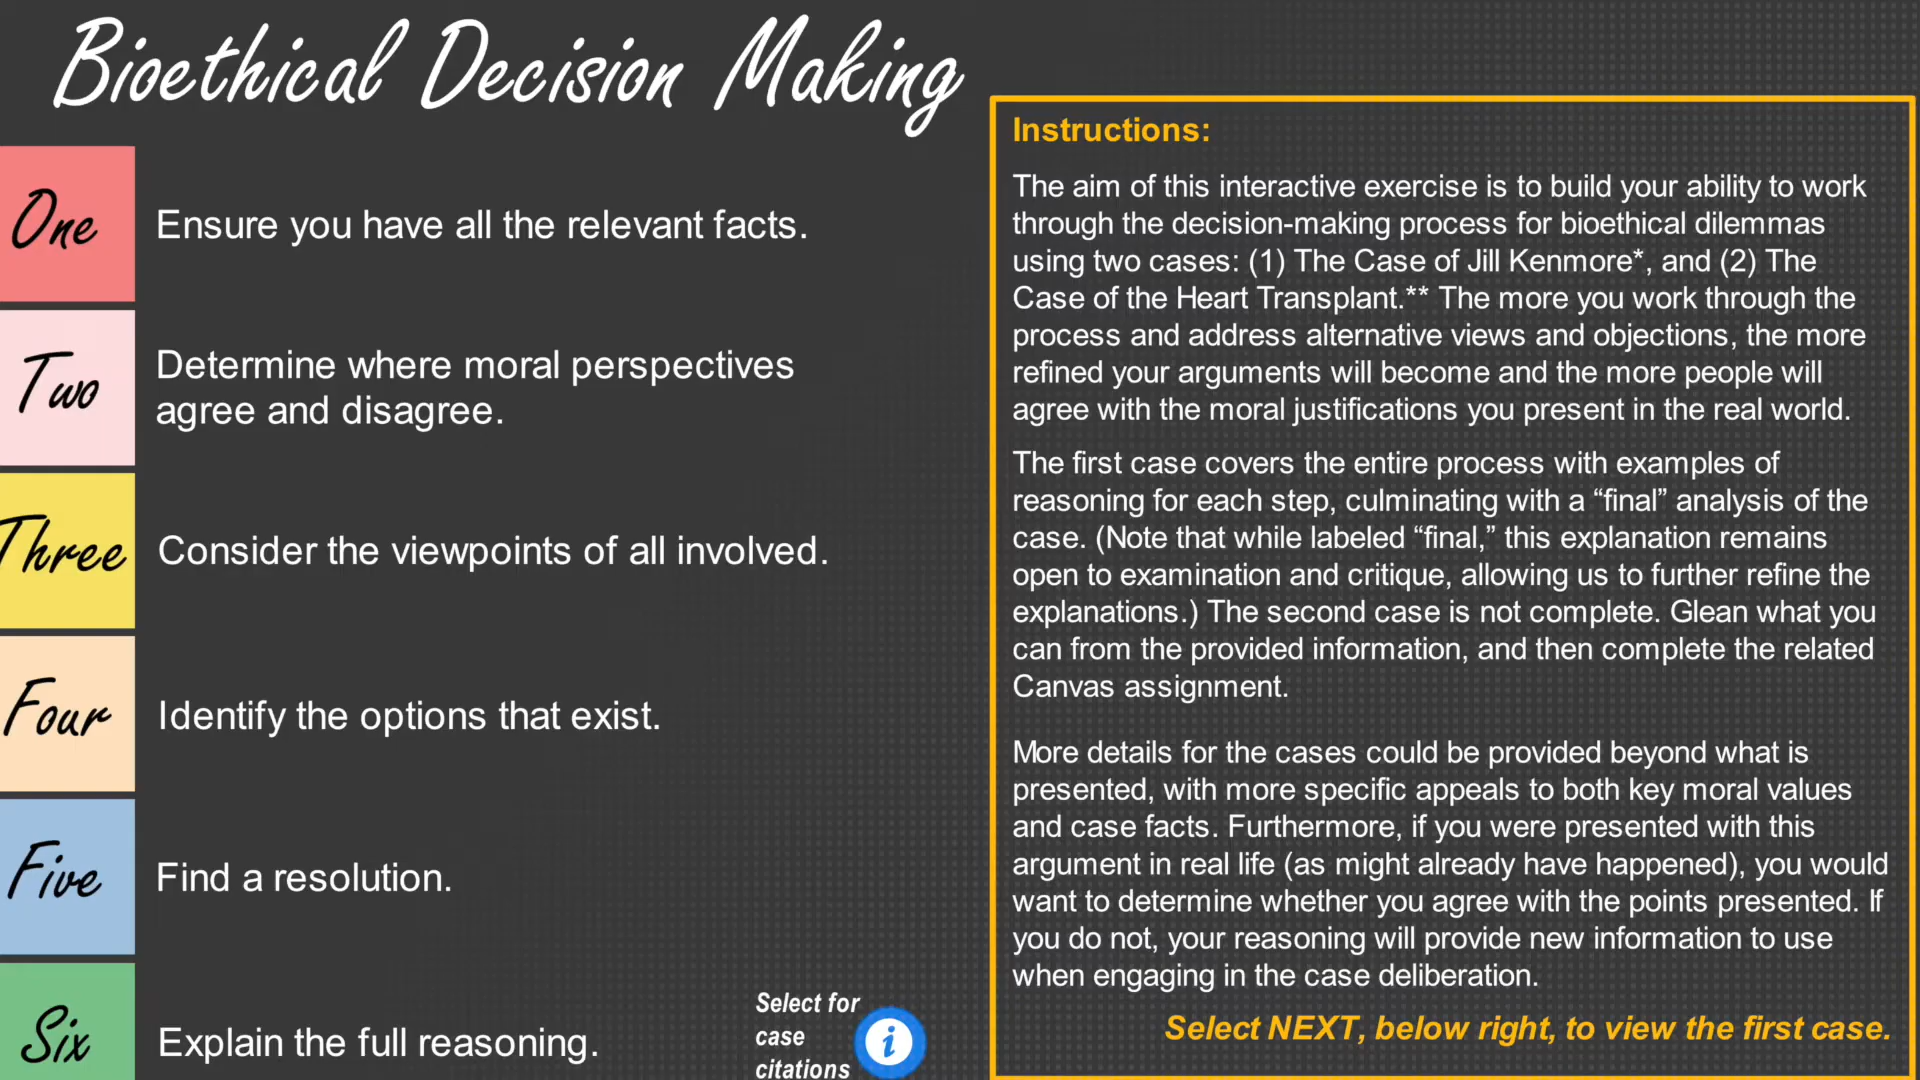 Bioethical Decision Making
One
Ensure you have all the relevant facts.
Two
Determine where moral perspectives
agree and disagree.
Three
Consider the viewpoints of all involved.
Four
Identify the options that exist.
Five
Find a resolution.
Six
Explain the full reasoning.
Select for
case
citations
i
Instructions:
The aim of this interactive exercise is to build your ability to work
through the decision-making process for bioethical dilemmas
using two cases: (1) The Case of Jill Kenmore*, and (2) The
Case of the Heart Transplant.** The more you work through the
process and address alternative views and objections, the more
refined your arguments will become and the more people will
agree with the moral justifications you present in the real world.
The first case covers the entire process with examples of
reasoning for each step, culminating with a “final” analysis of the
case. (Note that while labeled “final,” this explanation remains
open to examination and critique, allowing us to further refine the
explanations.) The second case is not complete. Glean what you
can from the provided information, and then complete the related
Canvas assignment.
More details for the cases could be provided beyond what is
presented, with more specific appeals to both key moral values
and case facts. Furthermore, if you were presented with this
argument in real life (as might already have happened), you would
want to determine whether you agree with the points presented. If
you do not, your reasoning will provide new information to use
when engaging in the case deliberation.
Select NEXT, below right, to view the first case.